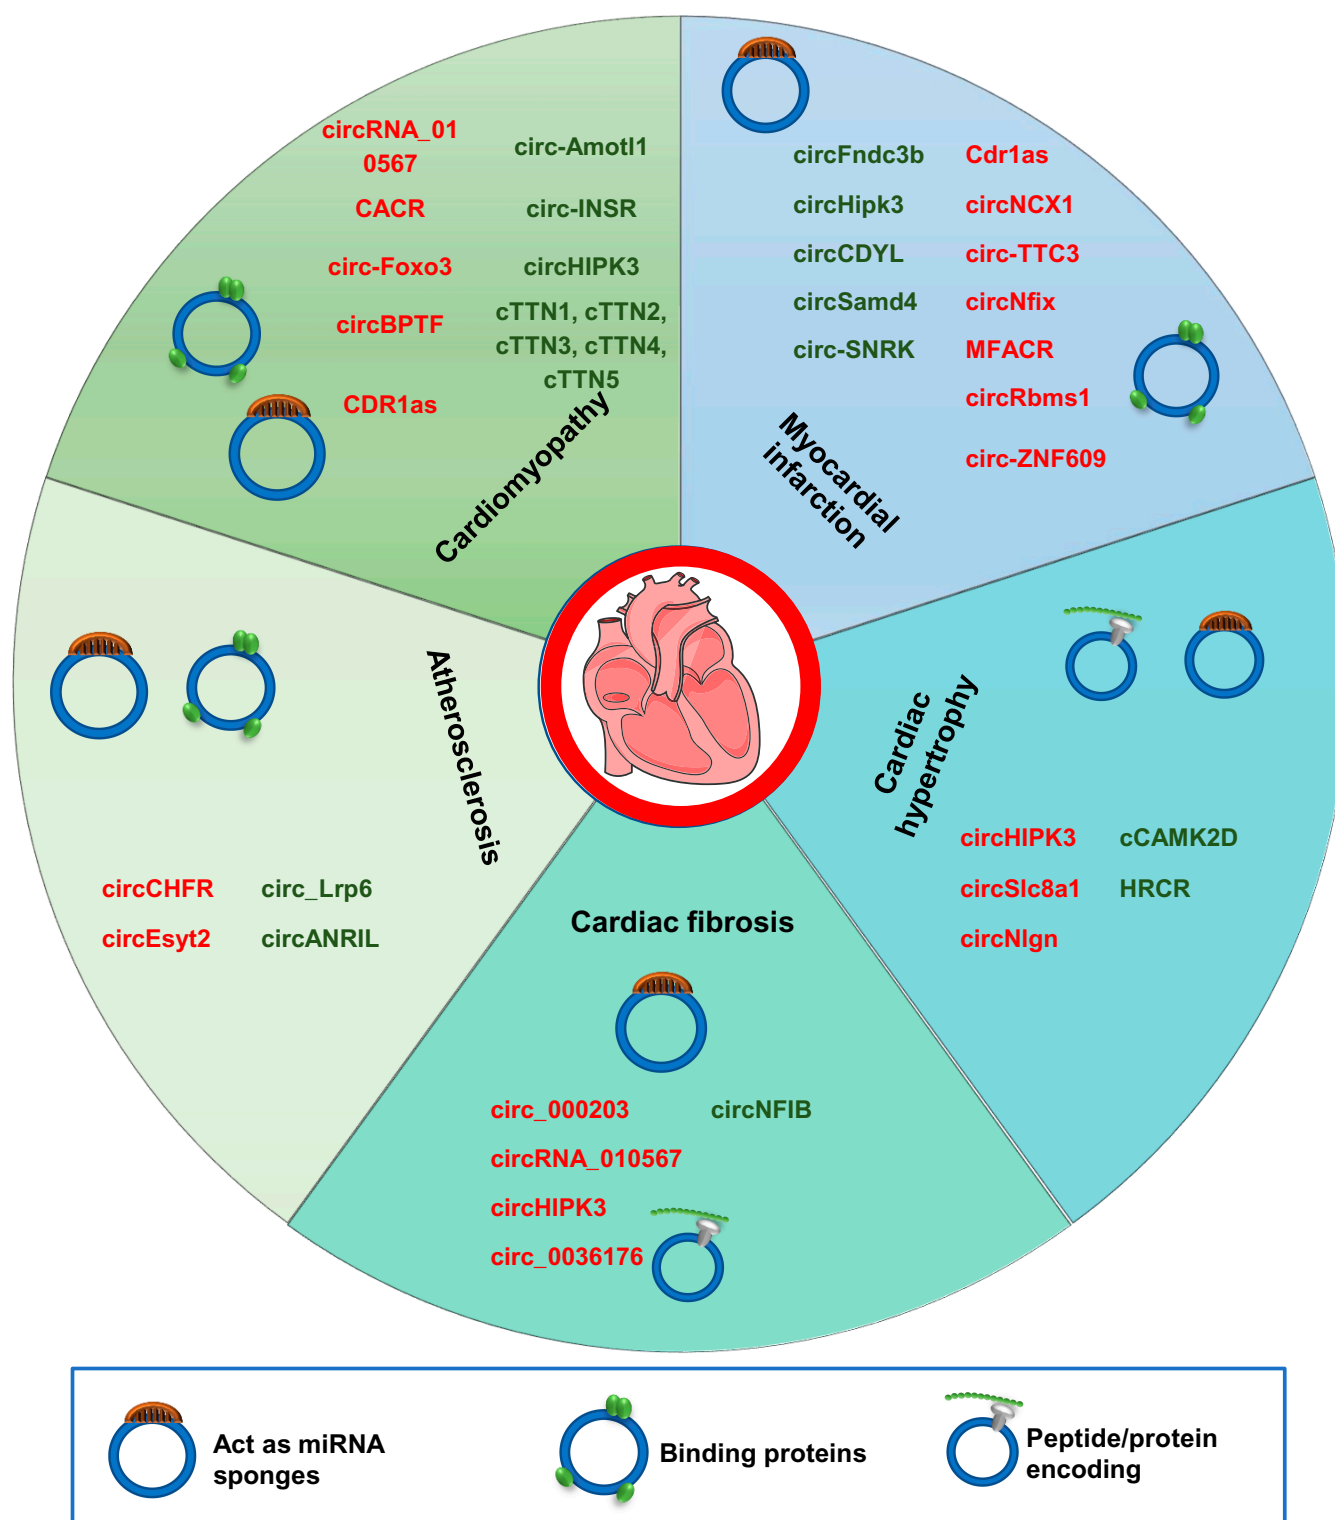 circRNA_01
0567
CACR
circ-Foxo3
circBPTF
CDR1as
circ-Amotl1
circ-INSR
circHIPK3
cTTN1, cTTN2,
cTTN3, cTTN4,
cTTN5
Cardiomyopathy
circFndc3b
circHipk3
circCDYL
circSamd4
circ-SNRK
Cdr1as
circNCX1
circ-TTC3
circNfix
MFACR
circRbms1
circ-ZNF609
Myocardial
infarction
Atherosclerosis
circCHFR
circEsyt2
circ_Lrp6
circANRIL
Cardiac
hypertrophy
circHIPK3
circSlc8a1
circNlgn
cCAMK2D
HRCR
Cardiac fibrosis
circ_000203
circRNA_010567
circHIPK3
circ_0036176
circNFIB
Act as miRNA
sponges
Binding proteins
Peptide/protein
encoding